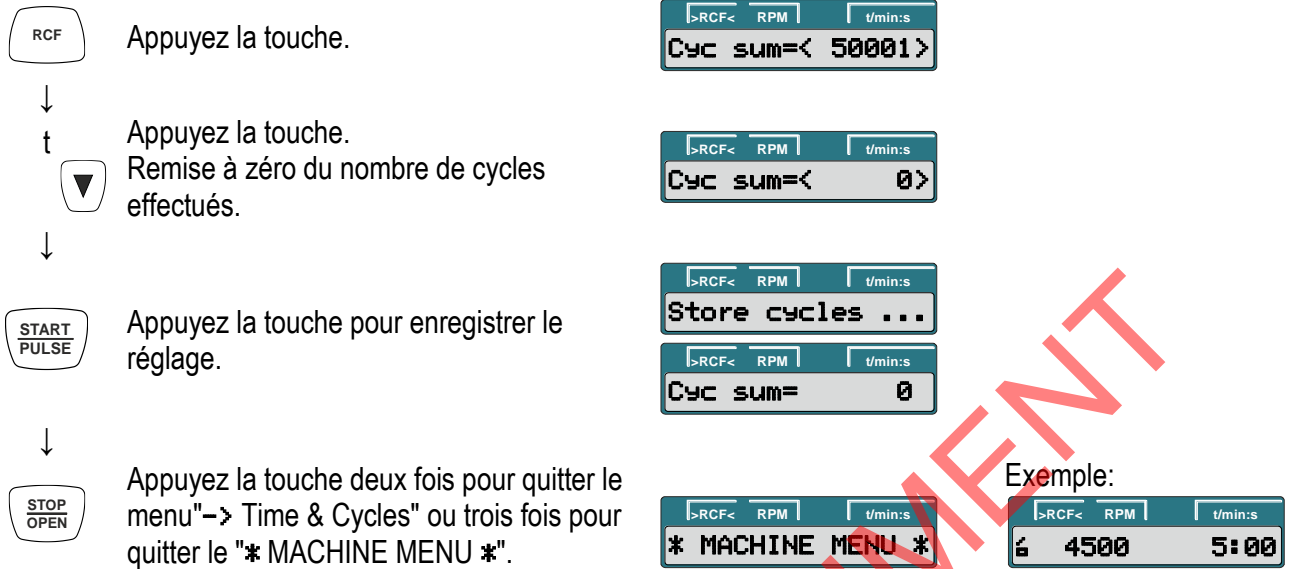 RCF
Appuyez la touche.
>RCF< RPM t/min:s
Cyc sum=< 50001>
↓
t
▼
Appuyez la touche.
Remise à zéro du nombre de cycles
effectués.
>RCF< RPM t/min:s
Cyc sum=< 0>
↓
START
PULSE
Appuyez la touche pour enregistrer le
réglage.
>RCF< RPM t/min:s
Store cycles ...
>RCF< RPM t/min:s
Cyc sum= 0
↓
STOP
OPEN
Appuyez la touche deux fois pour quitter le
menu"−> Time & Cycles" ou trois fois pour
quitter le "* MACHINE MENU *".
>RCF< RPM t/min:s
* MACHINE MENU *
Exemple:
>RCF< RPM t/min:s
ó 4500 5:00
MENT